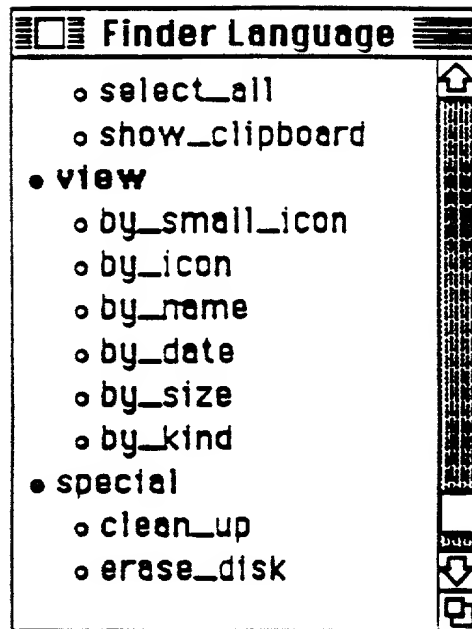 Finder Language
○ select_all
○ show_clipboard
● view
○ by_small_icon
○ by_icon
○ by_name
○ by_date
○ by_size
○ by_kind
● special
○ clean_up
○ erase_disk